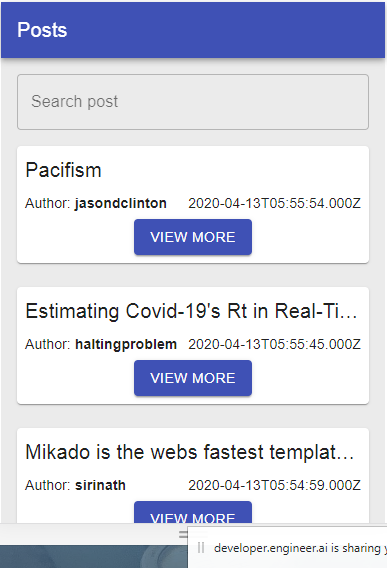 Posts
Search post
Pacifism
Author: jasondclinton 2020-04-13T05:55:54.000Z
VIEW MORE
Estimating Covid-19's Rt in Real-Ti...
Author: haltingproblem 2020-04-13T05:55:45.000Z
VIEW MORE
Mikado is the webs fastest templat...
Author: sirinath 2020-04-13T05:54:59.000Z
VIEW MORE
developer.engineer.ai is sharing